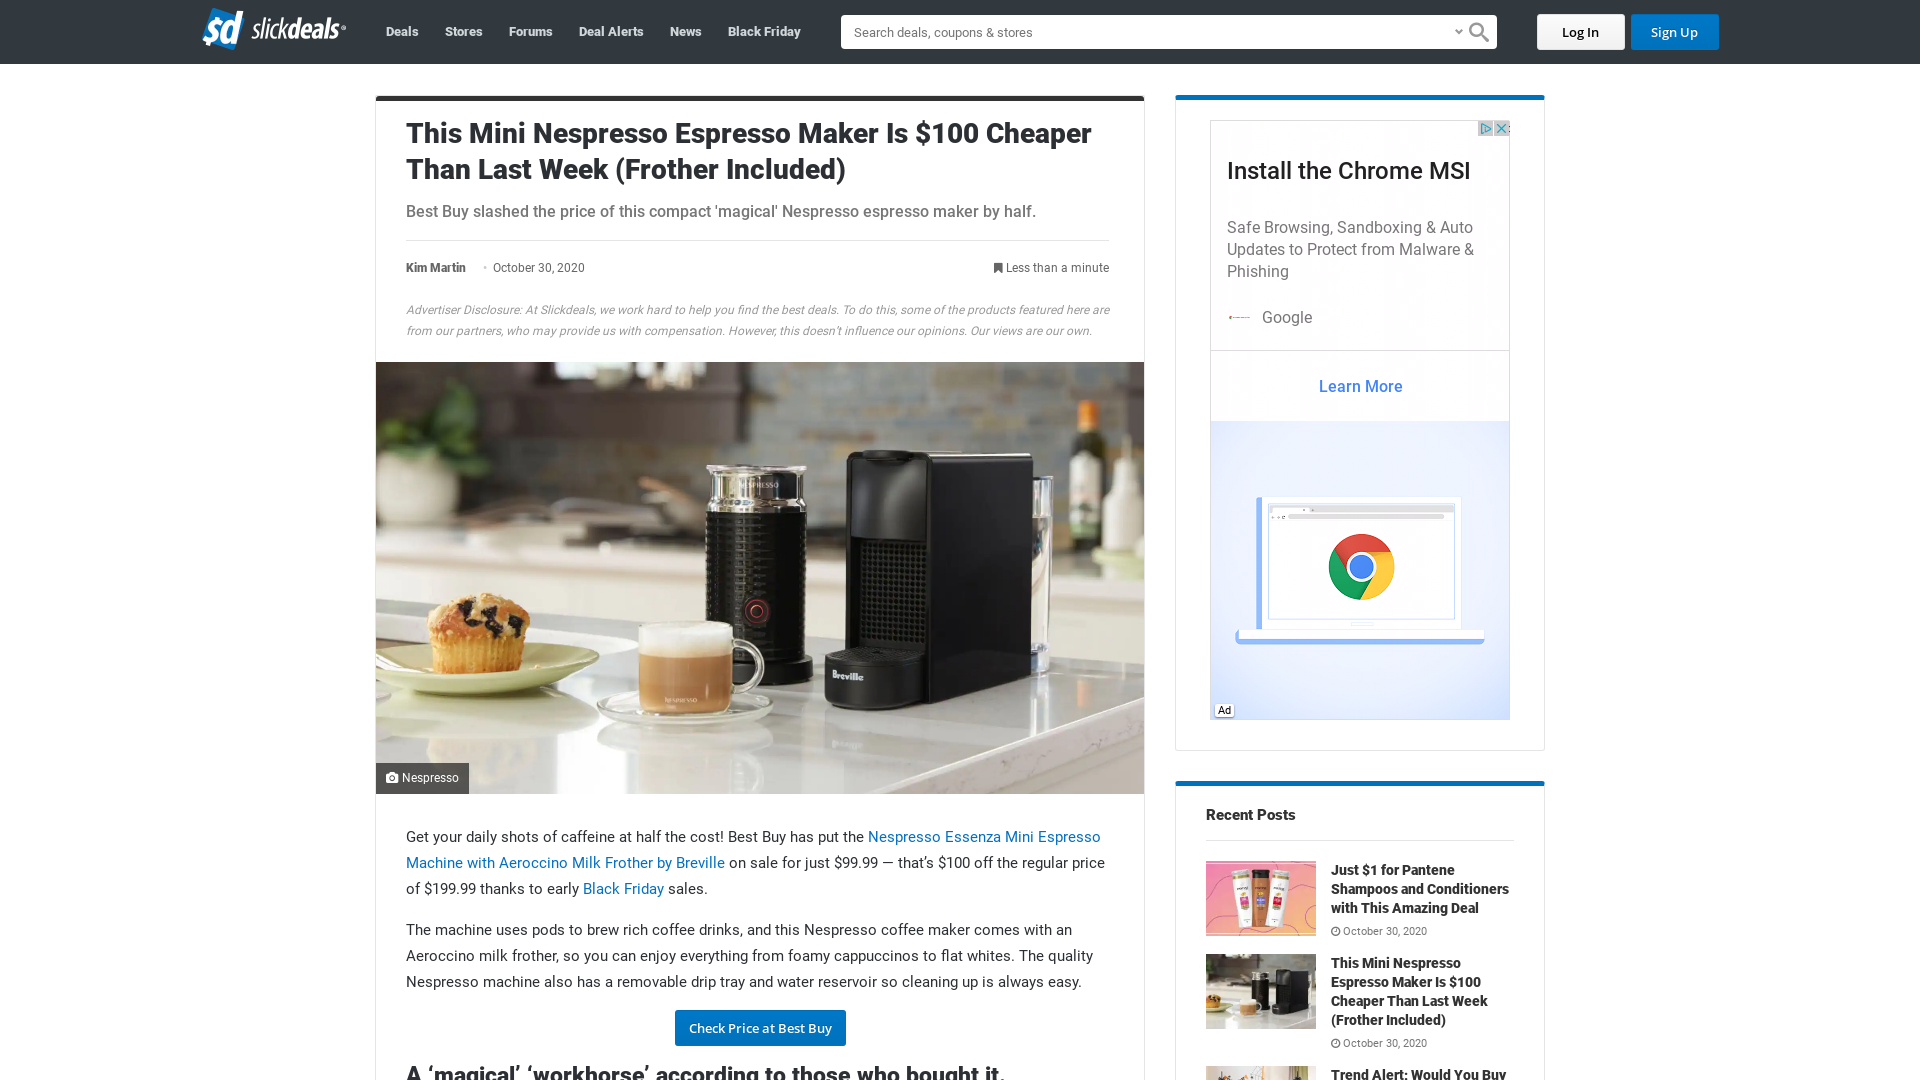 slickdeals
Deals
Stores
Forums
Deal Alerts
News
Black Friday
Search deals, coupons & stores
Log In
Sign Up
This Mini Nespresso Espresso Maker Is $100 Cheaper
Than Last Week (Frother Included)
Best Buy slashed the price of this compact 'magical' Nespresso espresso maker by half.
Kim Martin
• October 30, 2020
Less than a minute
Advertiser Disclosure: At Slickdeals, we work hard to help you find the best deals. To do this, some of the products featured here are
from our partners, who may provide us with compensation. However, this doesn't influence our opinions. Our views are our own.
NESPRESSO
Breville
NESPRESSO
Nespresso
Get your daily shots of caffeine at half the cost! Best Buy has put the Nespresso Essenza Mini Espresso
Machine with Aeroccino Milk Frother by Breville on sale for just $99.99 — that’s $100 off the regular price
of $199.99 thanks to early Black Friday sales.
The machine uses pods to brew rich coffee drinks, and this Nespresso coffee maker comes with an
Aeroccino milk frother, so you can enjoy everything from foamy cappuccinos to flat whites. The quality
Nespresso machine also has a removable drip tray and water reservoir so cleaning up is always easy.
Check Price at Best Buy
A ‘magical’ ‘workhorse’ according to those who bought it.
Install the Chrome MSI
Safe Browsing, Sandboxing & Auto
Updates to Protect from Malware &
Phishing
Google
Learn More
Ad
Recent Posts
Just $1 for Pantene
Shampoos and Conditioners
with This Amazing Deal
October 30, 2020
This Mini Nespresso
Espresso Maker Is $100
Cheaper Than Last Week
(Frother Included)
October 30, 2020
Trend Alert: Would You Buy